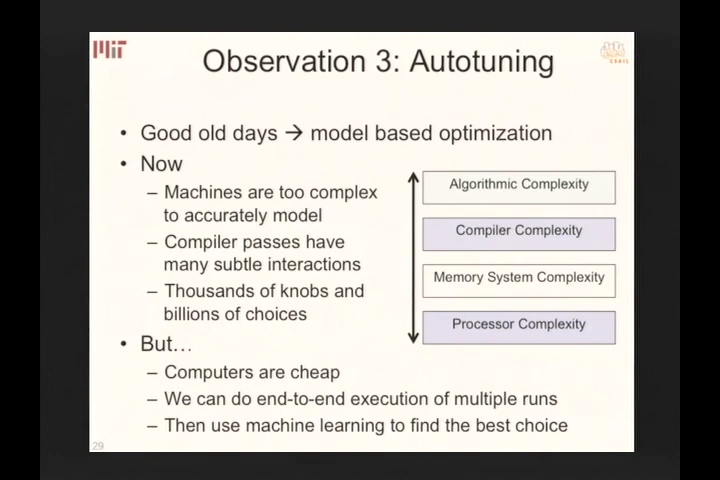 MIT
CSAIL
Observation 3: Autotuning
• Good old days → model based optimization
• Now
– Machines are too complex
to accurately model
– Compiler passes have
many subtle interactions
– Thousands of knobs and
billions of choices
Algorithmic Complexity
Compiler Complexity
Memory System Complexity
Processor Complexity
• But…
– Computers are cheap
– We can do end-to-end execution of multiple runs
– Then use machine learning to find the best choice
29